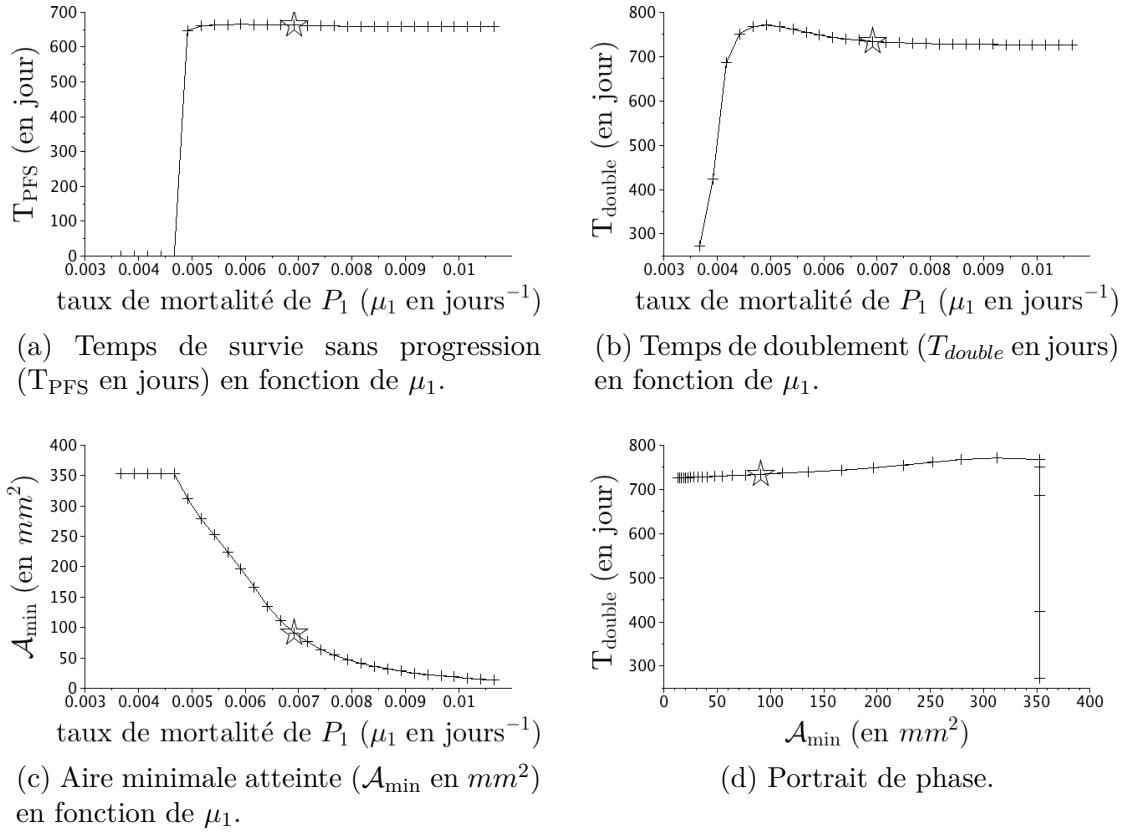 700
600
500
400
300
200
100
0
0.003 0.004 0.005 0.006 0.007 0.008 0.009 0.01
T_PFS (en jour)
taux de mortalité de P₁ (μ₁ en jours⁻¹)
(a) Temps de survie sans progression
(T_PFS en jours) en fonction de μ₁.
800
700
600
500
400
300
0.003 0.004 0.005 0.006 0.007 0.008 0.009 0.01
T_double (en jour)
taux de mortalité de P₁ (μ₁ en jours⁻¹)
(b) Temps de doublement (T_double en jours)
en fonction de μ₁.
400
350
300
250
200
150
100
50
0
0.003 0.004 0.005 0.006 0.007 0.008 0.009 0.01
𝒜_min (en mm²)
taux de mortalité de P₁ (μ₁ en jours⁻¹)
(c) Aire minimale atteinte (𝒜_min en mm²)
en fonction de μ₁.
800
700
600
500
400
300
0 50 100 150 200 250 300 350 400
T_double (en jour)
𝒜_min (en mm²)
(d) Portrait de phase.